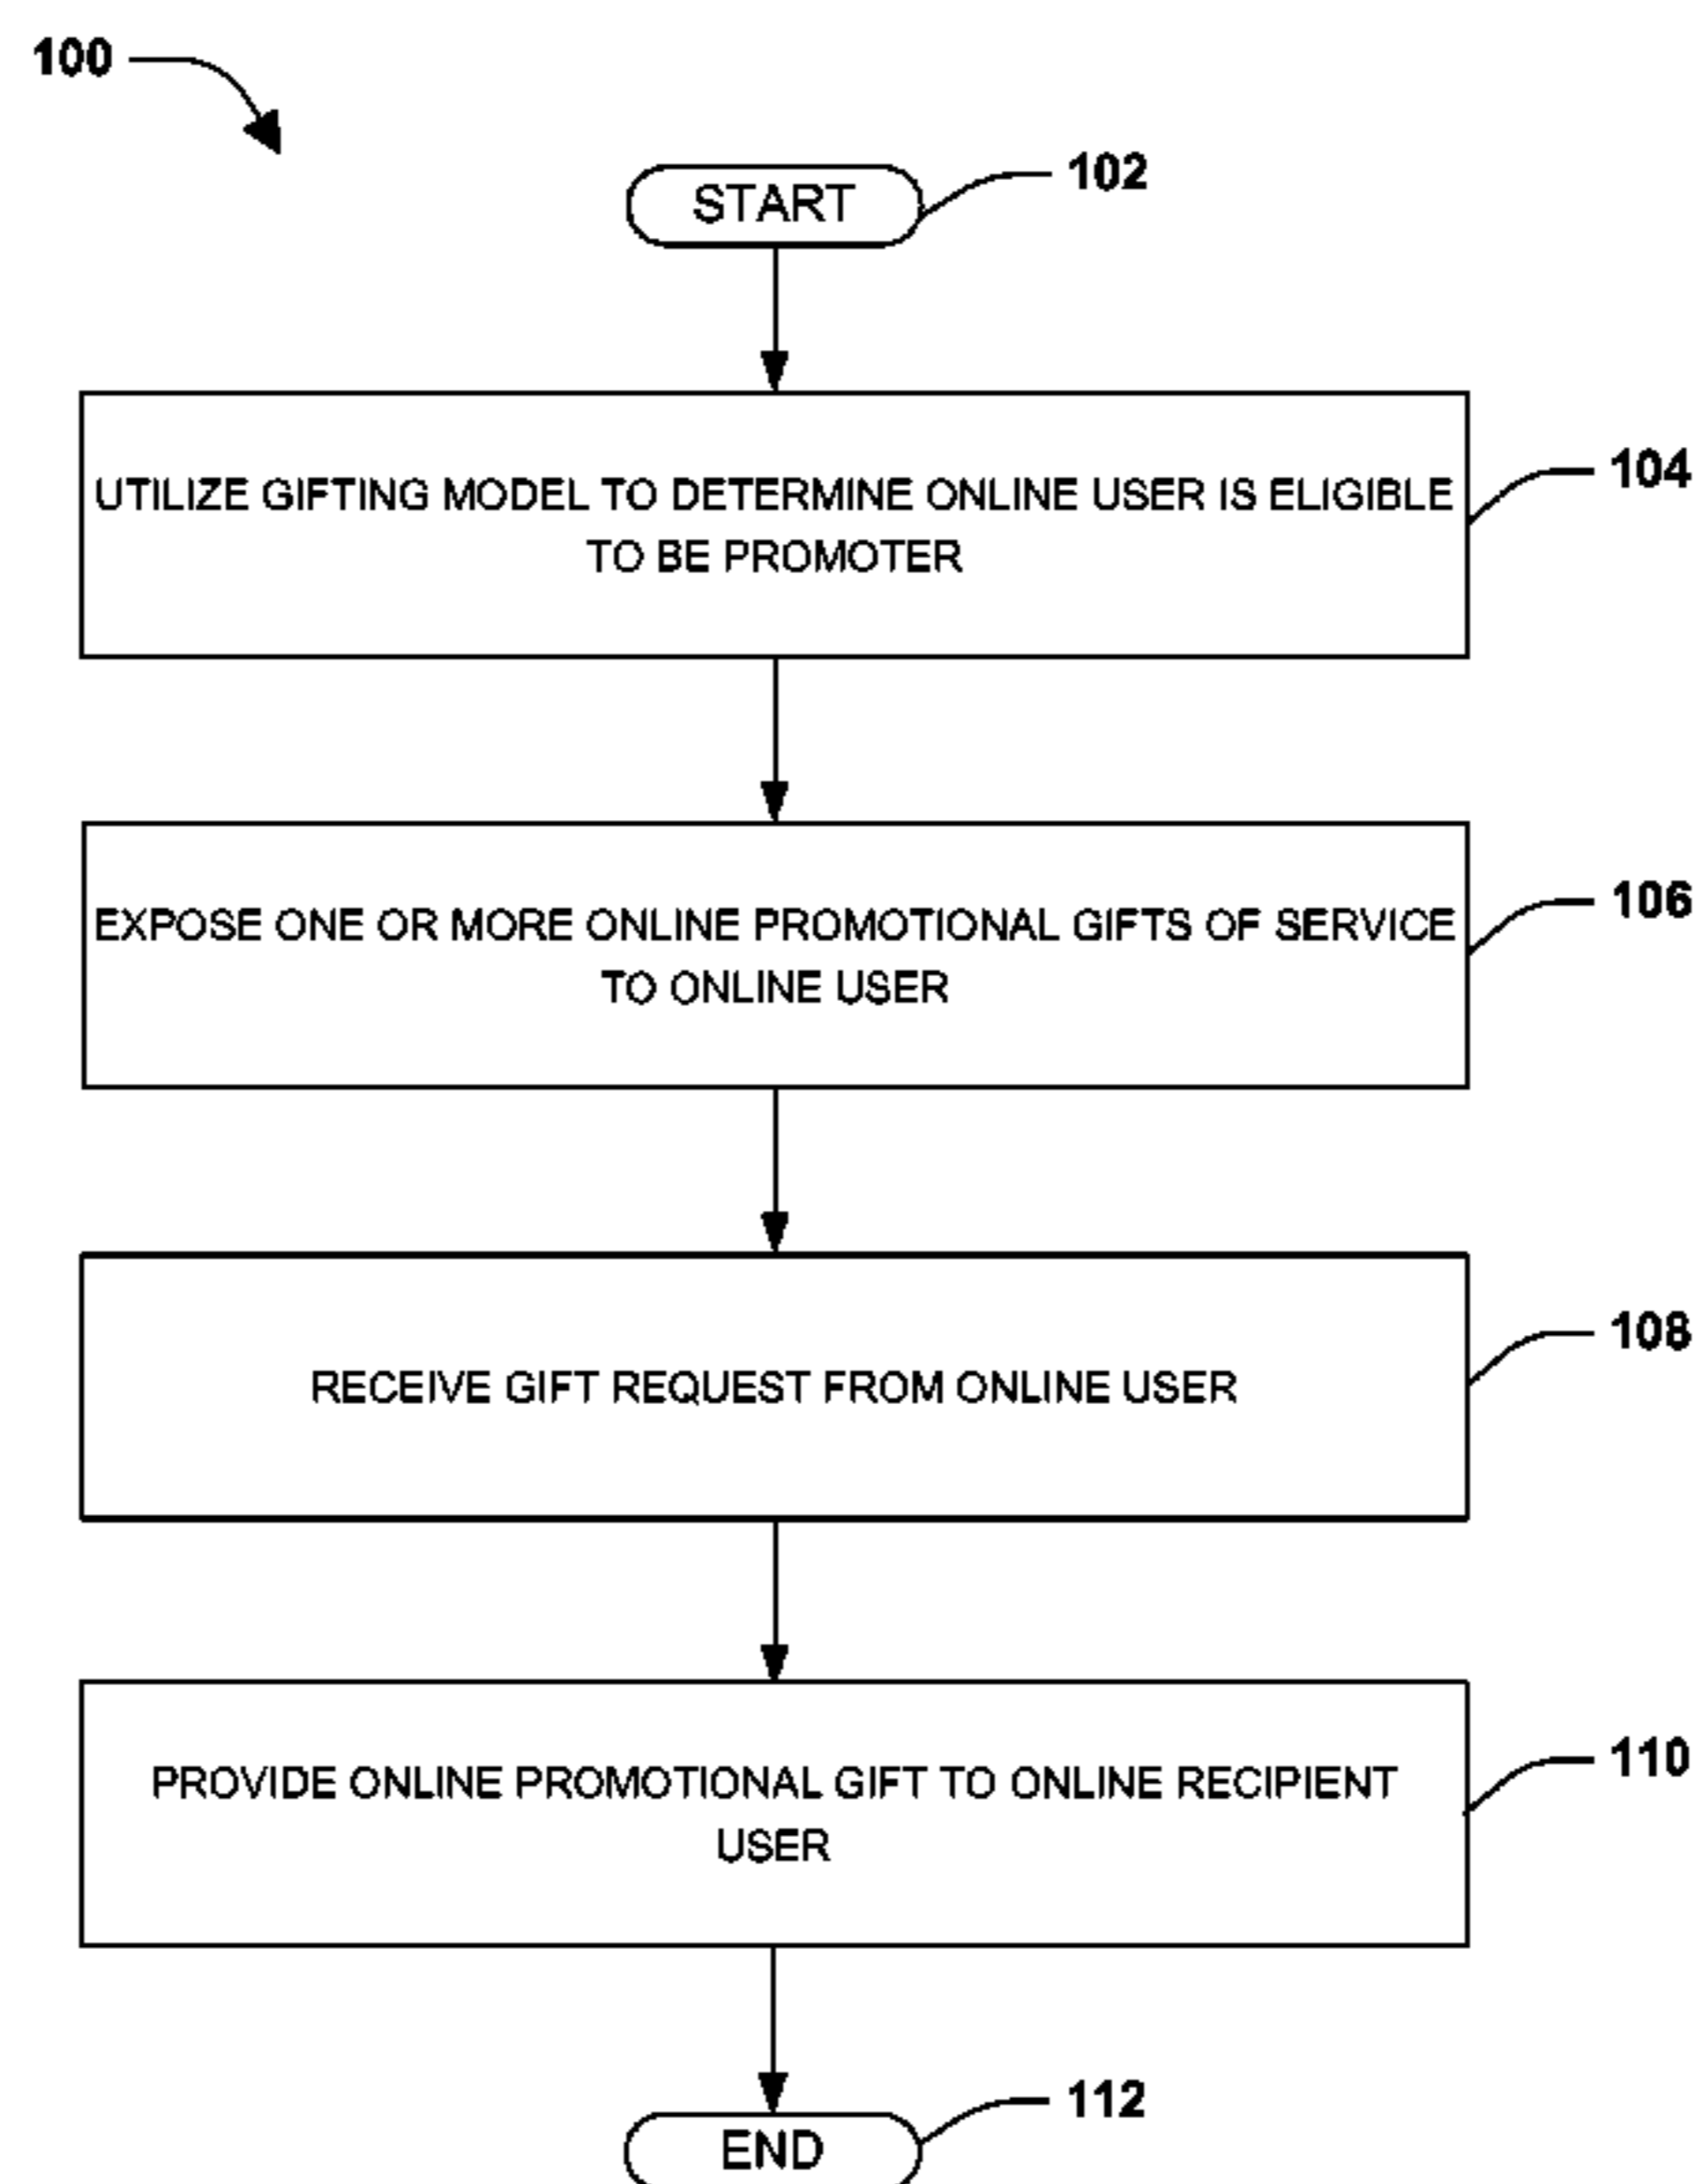 100
START
102
UTILIZE GIFTING MODEL TO DETERMINE ONLINE USER IS ELIGIBLE
TO BE PROMOTER
104
EXPOSE ONE OR MORE ONLINE PROMOTIONAL GIFTS OF SERVICE
TO ONLINE USER
106
RECEIVE GIFT REQUEST FROM ONLINE USER
108
PROVIDE ONLINE PROMOTIONAL GIFT TO ONLINE RECIPIENT
USER
110
END
112